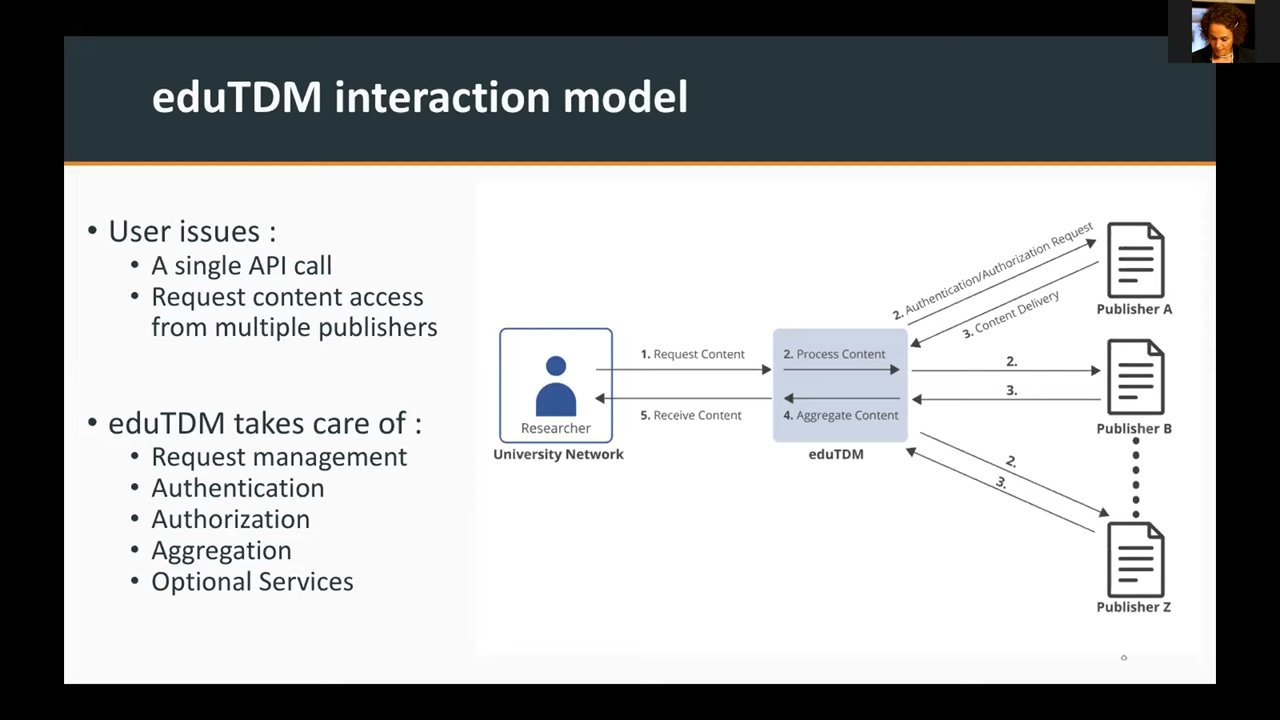 eduTDM interaction model
• User issues :
• A single API call
• Request content access
from multiple publishers
• eduTDM takes care of :
• Request management
• Authentication
• Authorization
• Aggregation
• Optional Services
Researcher
University Network
1. Request Content
5. Receive Content
2. Process Content
4. Aggregate Content
eduTDM
2. Authentication/Authorization Request
3. Content Delivery
2.
3.
2.
3.
Publisher A
Publisher B
Publisher Z